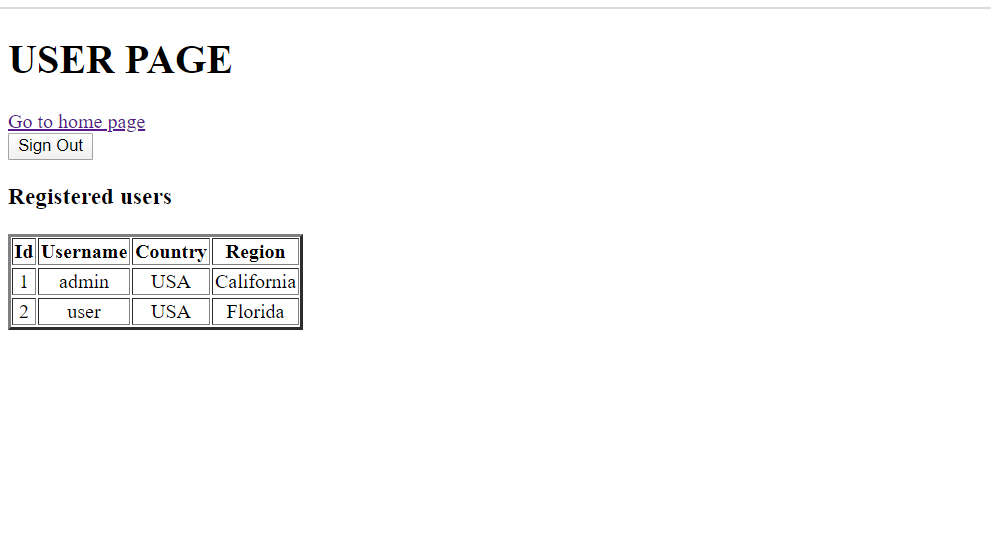 USER PAGE
Go to home page
Sign Out
Registered users
Id Username Country Region
1 admin USA California
2 user USA Florida